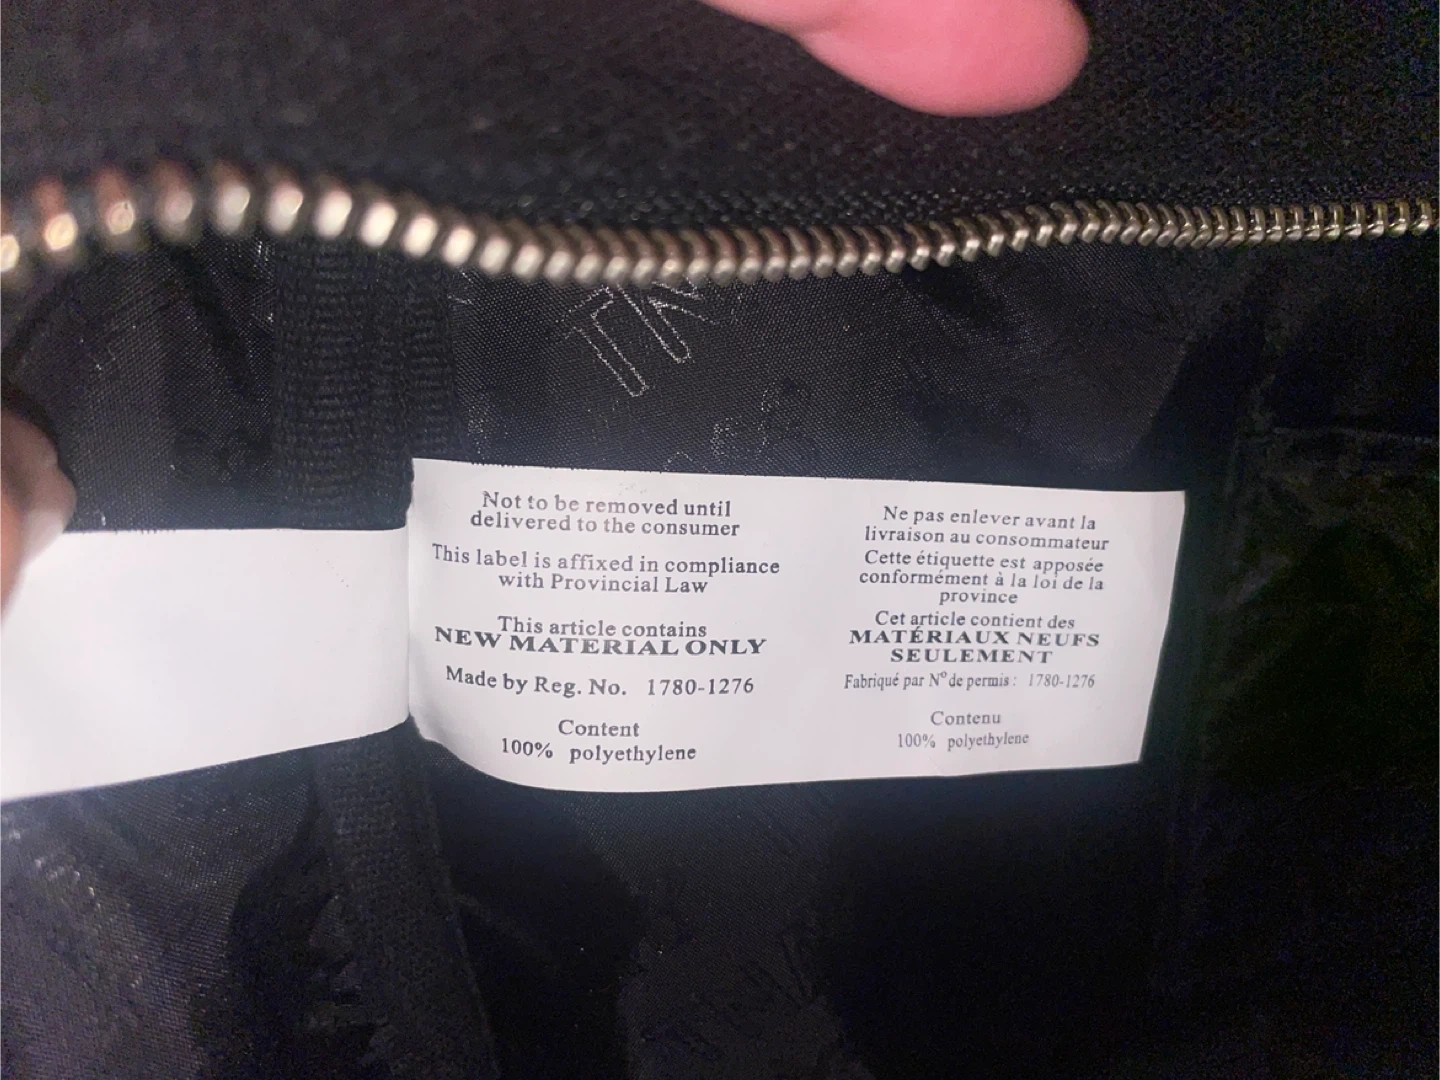 Not to be removed until
delivered to the consumer
This label is affixed in compliance
with Provincial Law
This article contains
NEW MATERIAL ONLY
Made by Reg. No. 1780-1276
Content
100% polyethylene
Ne pas enlever avant la
livraison au consommateur
Cette étiquette est apposée
conformément à la loi de la
province
Cet article contient des
MATÉRIAUX NEUFS
SEULEMENT
Fabriqué par Nº de permis : 1780-1276
Contenu
100% polyethylene